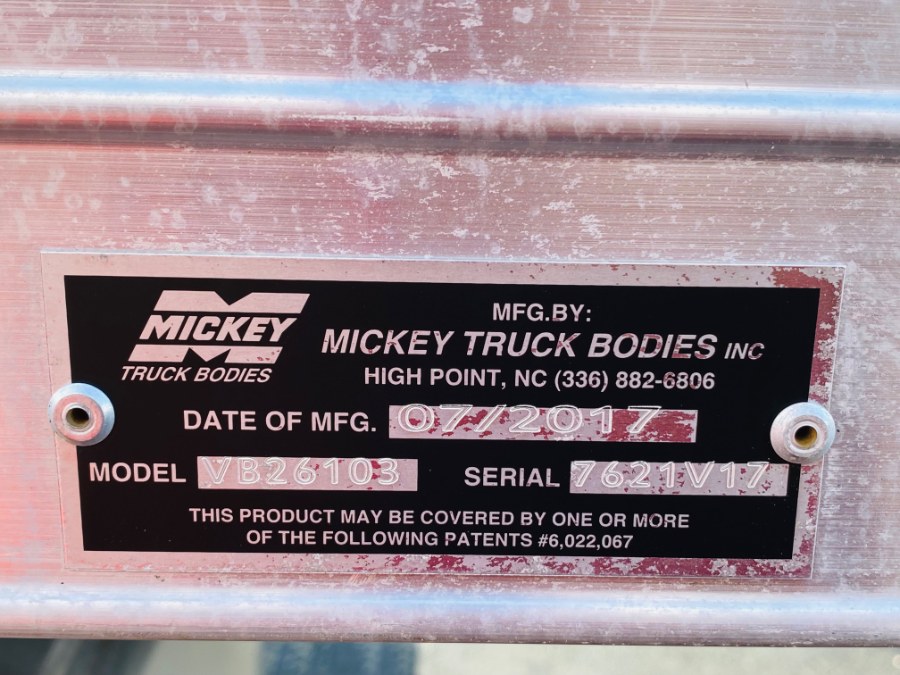 MICKEY
TRUCK BODIES
MFG.BY:
MICKEY TRUCK BODIES INC
HIGH POINT, NC (336) 882-6806
DATE OF MFG. 07/2017
MODEL VB26103 SERIAL 7621V17
THIS PRODUCT MAY BE COVERED BY ONE OR MORE
OF THE FOLLOWING PATENTS #6,022,067